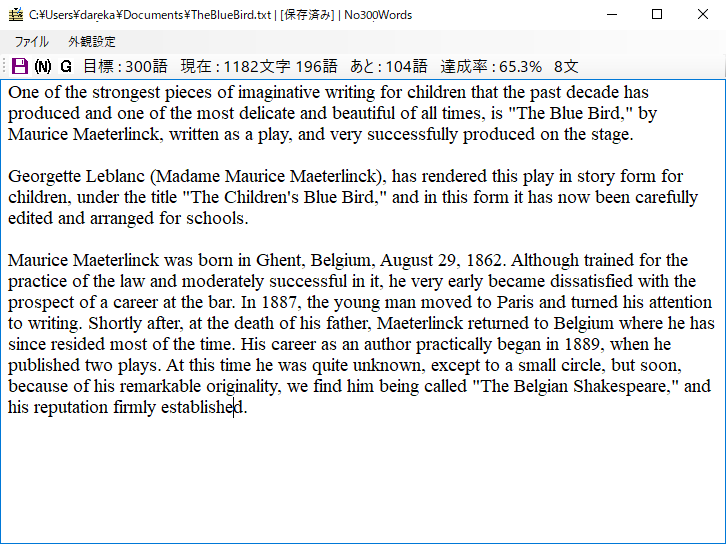 C:¥Users¥dareka¥Documents¥TheBlueBird.txt | [保存済み] | No300Words
ファイル 外観設定
(N) G 目標 : 300語 現在 : 1182文字 196語 あと : 104語 達成率 : 65.3% 8文
One of the strongest pieces of imaginative writing for children that the past decade has
produced and one of the most delicate and beautiful of all times, is "The Blue Bird," by
Maurice Maeterlinck, written as a play, and very successfully produced on the stage.
Georgette Leblanc (Madame Maurice Maeterlinck), has rendered this play in story form for
children, under the title "The Children's Blue Bird," and in this form it has now been carefully
edited and arranged for schools.
Maurice Maeterlinck was born in Ghent, Belgium, August 29, 1862. Although trained for the
practice of the law and moderately successful in it, he very early became dissatisfied with the
prospect of a career at the bar. In 1887, the young man moved to Paris and turned his attention
to writing. Shortly after, at the death of his father, Maeterlinck returned to Belgium where he has
since resided most of the time. His career as an author practically began in 1889, when he
published two plays. At this time he was quite unknown, except to a small circle, but soon,
because of his remarkable originality, we find him being called "The Belgian Shakespeare," and
his reputation firmly established.